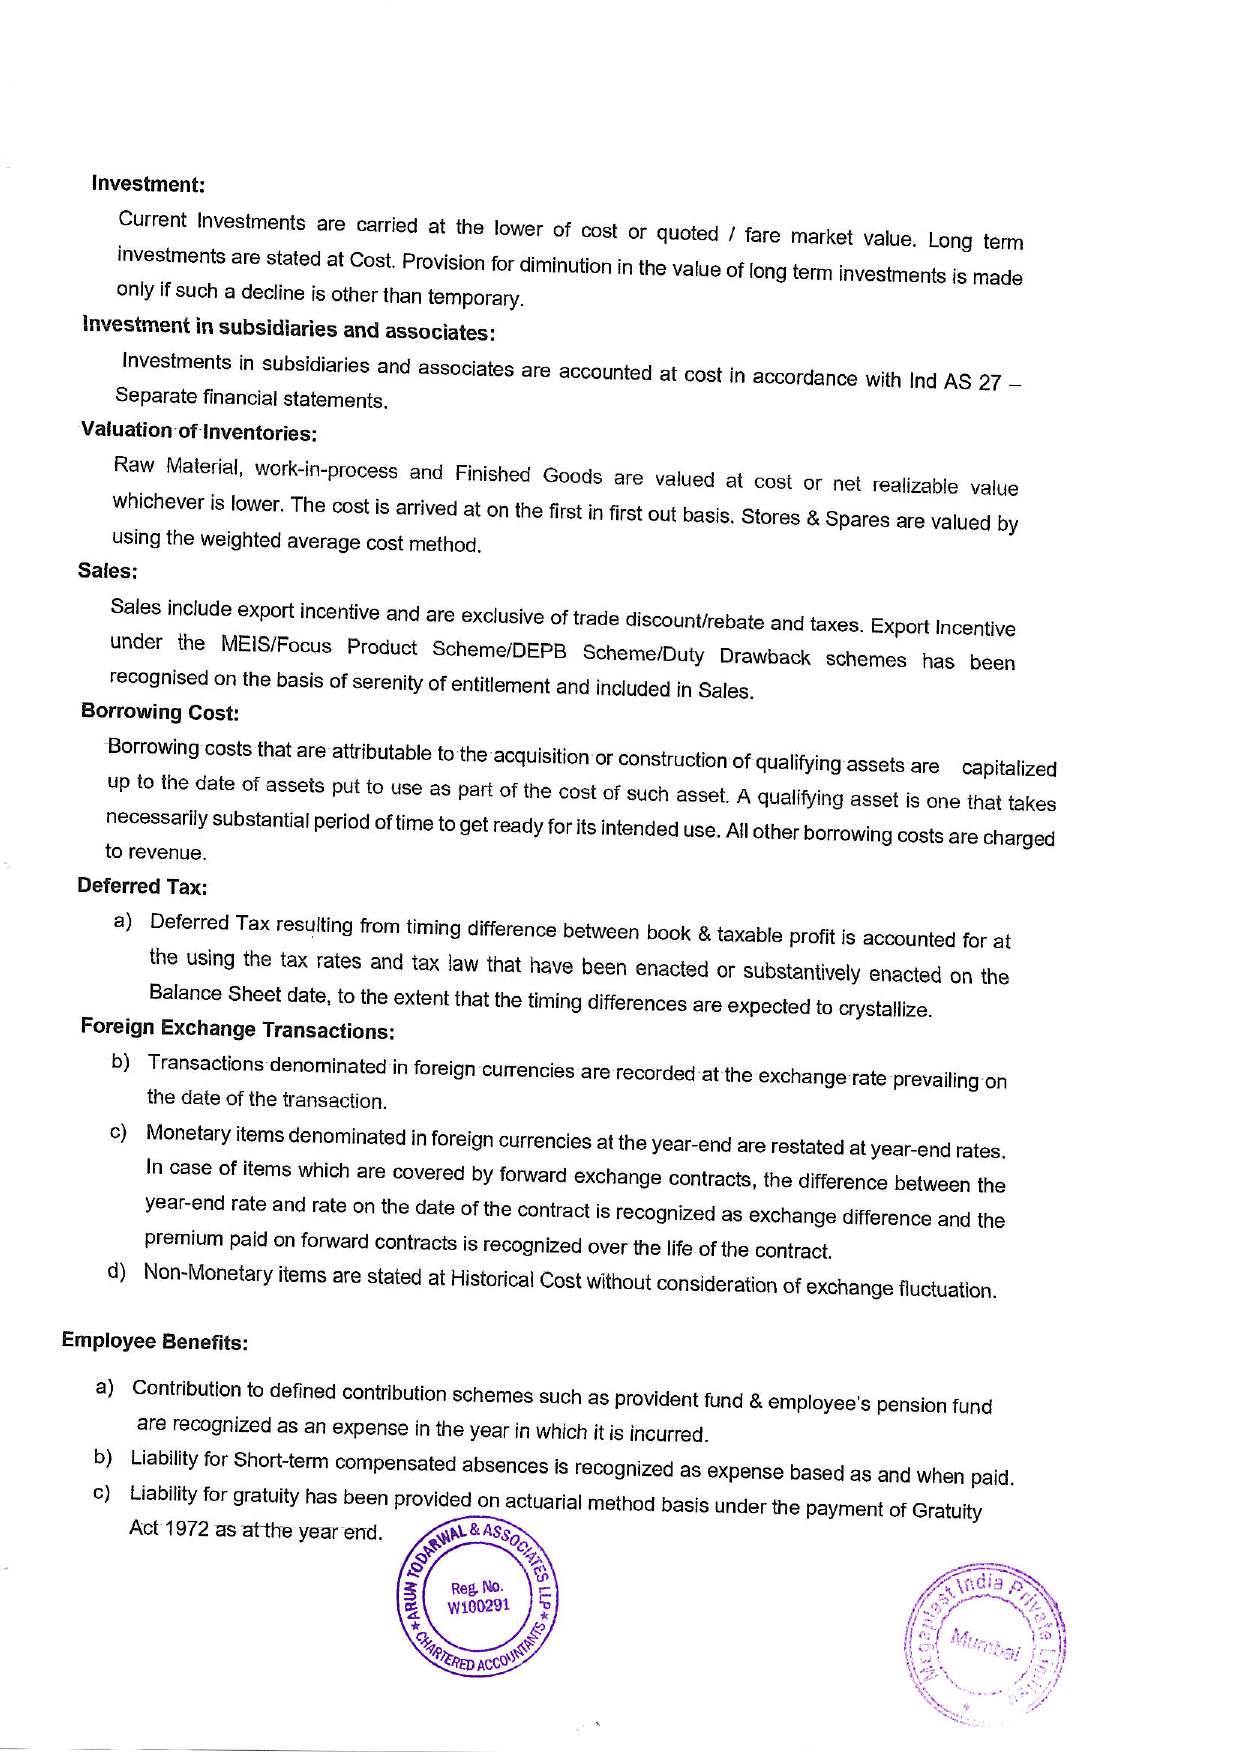 Investment:
Current Investments are carried at the lower of cost or quoted / fare market value. Long term
investments are stated at Cost. Provision for diminution in the value of long term investments is made
only if such a decline is other than temporary.
Investment in subsidiaries and associates:
Investments in subsidiaries and associates are accounted at cost in accordance with Ind AS 27 –
Separate financial statements.
Valuation of Inventories:
Raw Material, work-in-process and Finished Goods are valued at cost or net realizable value
whichever is lower. The cost is arrived at on the first in first out basis. Stores & Spares are valued by
using the weighted average cost method.
Sales:
Sales include export incentive and are exclusive of trade discount/rebate and taxes. Export Incentive
under the MEIS/Focus Product Scheme/DEPB Scheme/Duty Drawback schemes has been
recognised on the basis of serenity of entitlement and included in Sales.
Borrowing Cost:
Borrowing costs that are attributable to the acquisition or construction of qualifying assets are capitalized
up to the date of assets put to use as part of the cost of such asset. A qualifying asset is one that takes
necessarily substantial period of time to get ready for its intended use. All other borrowing costs are charged
to revenue.
Deferred Tax:
a) Deferred Tax resulting from timing difference between book & taxable profit is accounted for at
the using the tax rates and tax law that have been enacted or substantively enacted on the
Balance Sheet date, to the extent that the timing differences are expected to crystallize.
Foreign Exchange Transactions:
b) Transactions denominated in foreign currencies are recorded at the exchange rate prevailing on
the date of the transaction.
c) Monetary items denominated in foreign currencies at the year-end are restated at year-end rates.
In case of items which are covered by forward exchange contracts, the difference between the
year-end rate and rate on the date of the contract is recognized as exchange difference and the
premium paid on forward contracts is recognized over the life of the contract.
d) Non-Monetary items are stated at Historical Cost without consideration of exchange fluctuation.
Employee Benefits:
a) Contribution to defined contribution schemes such as provident fund & employee's pension fund
are recognized as an expense in the year in which it is incurred.
b) Liability for Short-term compensated absences is recognized as expense based as and when paid.
c) Liability for gratuity has been provided on actuarial method basis under the payment of Gratuity
Act 1972 as at the year end.
ARUN TODARWAL & ASSOCIATES LLP
★ CHARTERED ACCOUNTANTS ★
Reg. No.
W100291
Megaplast India Private Limited
Mumbai
★